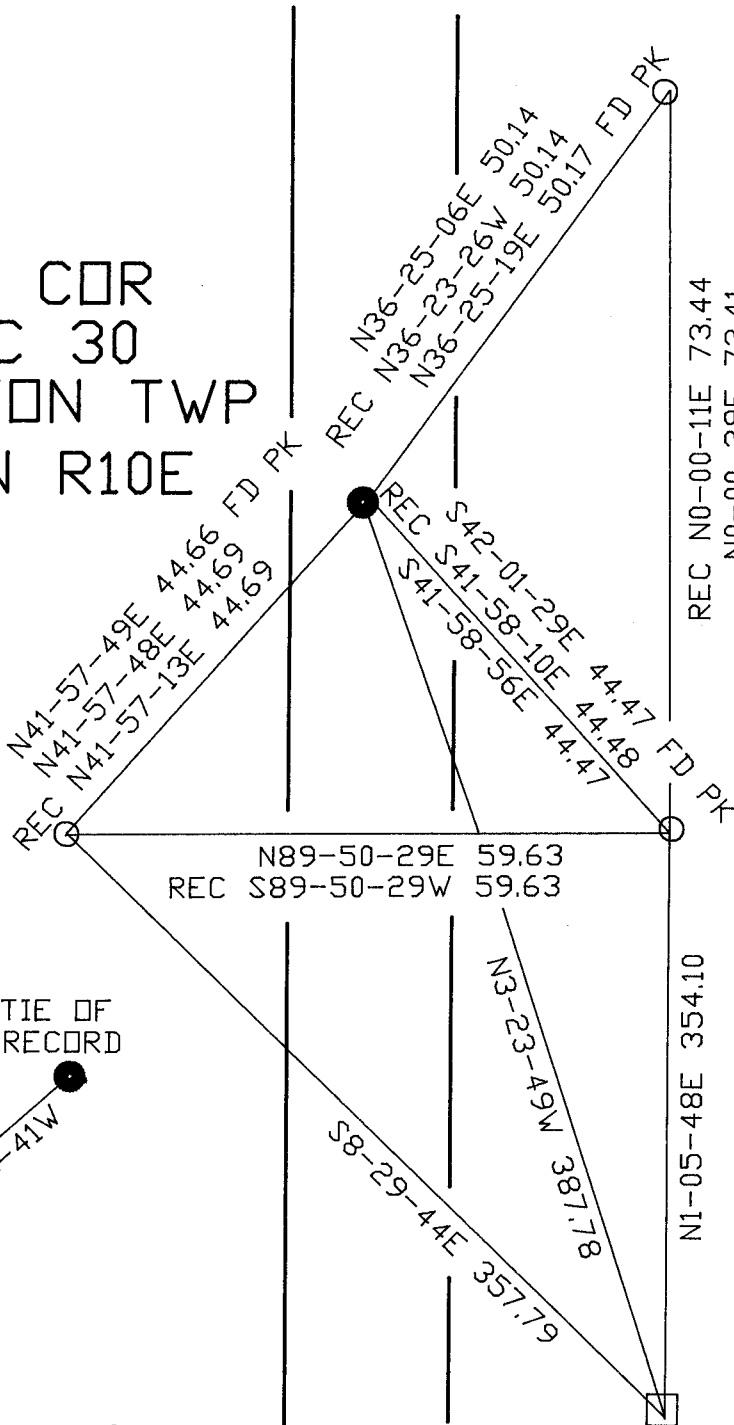 COR
C 30
ON TWP
N R10E
N36-25-06E 50.14
REC N36-23-26W 50.14
N36-25-19E 50.17 FD PK
REC N0-00-11E 73.44
N41-57-49E 44.66 FD PK
N41-57-48E 44.69
REC N41-57-13E 44.69
S42-01-29E 44.47 FD PK
REC S41-58-10E 44.48
S41-58-56E 44.47
N89-50-29E 59.63
REC S89-50-29W 59.63
TIE OF
RECORD
-41W
N3-23-49W 387.78
S8-29-44E 357.79
N1-05-48E 354.10